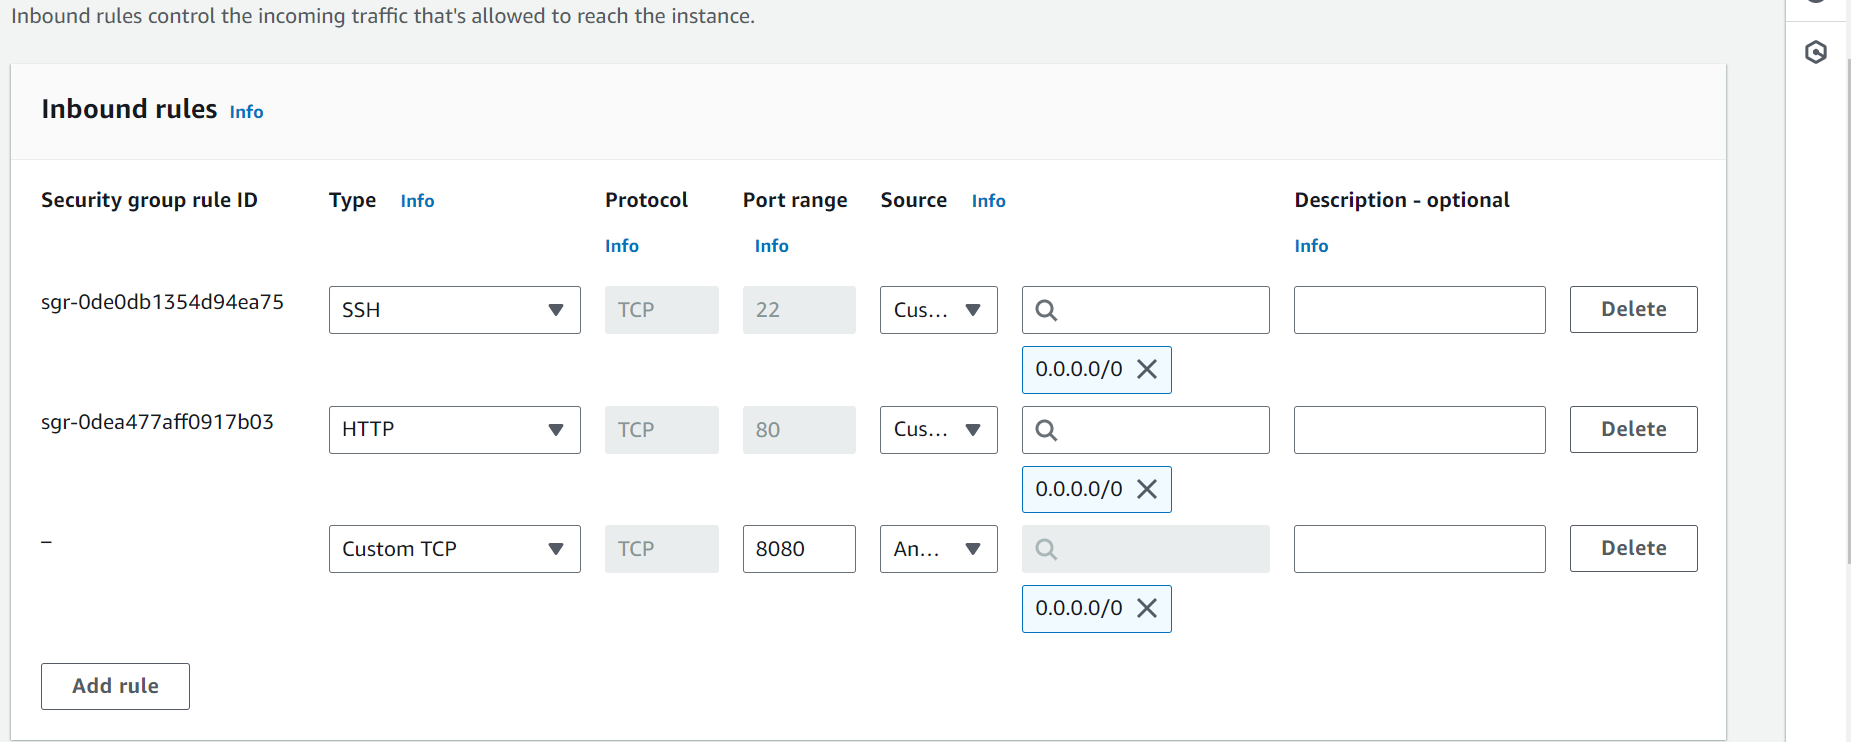 Inbound rules control the incoming traffic that's allowed to reach the instance.
Inbound rules Info
Security group rule ID Type Info Protocol Port range Source Info Description - optional
Info Info Info
sgr-0de0db1354d94ea75 SSH TCP 22 Cus... Delete
0.0.0.0/0
sgr-0dea477aff0917b03 HTTP TCP 80 Cus... Delete
0.0.0.0/0
– Custom TCP TCP 8080 An... Delete
0.0.0.0/0
Add rule